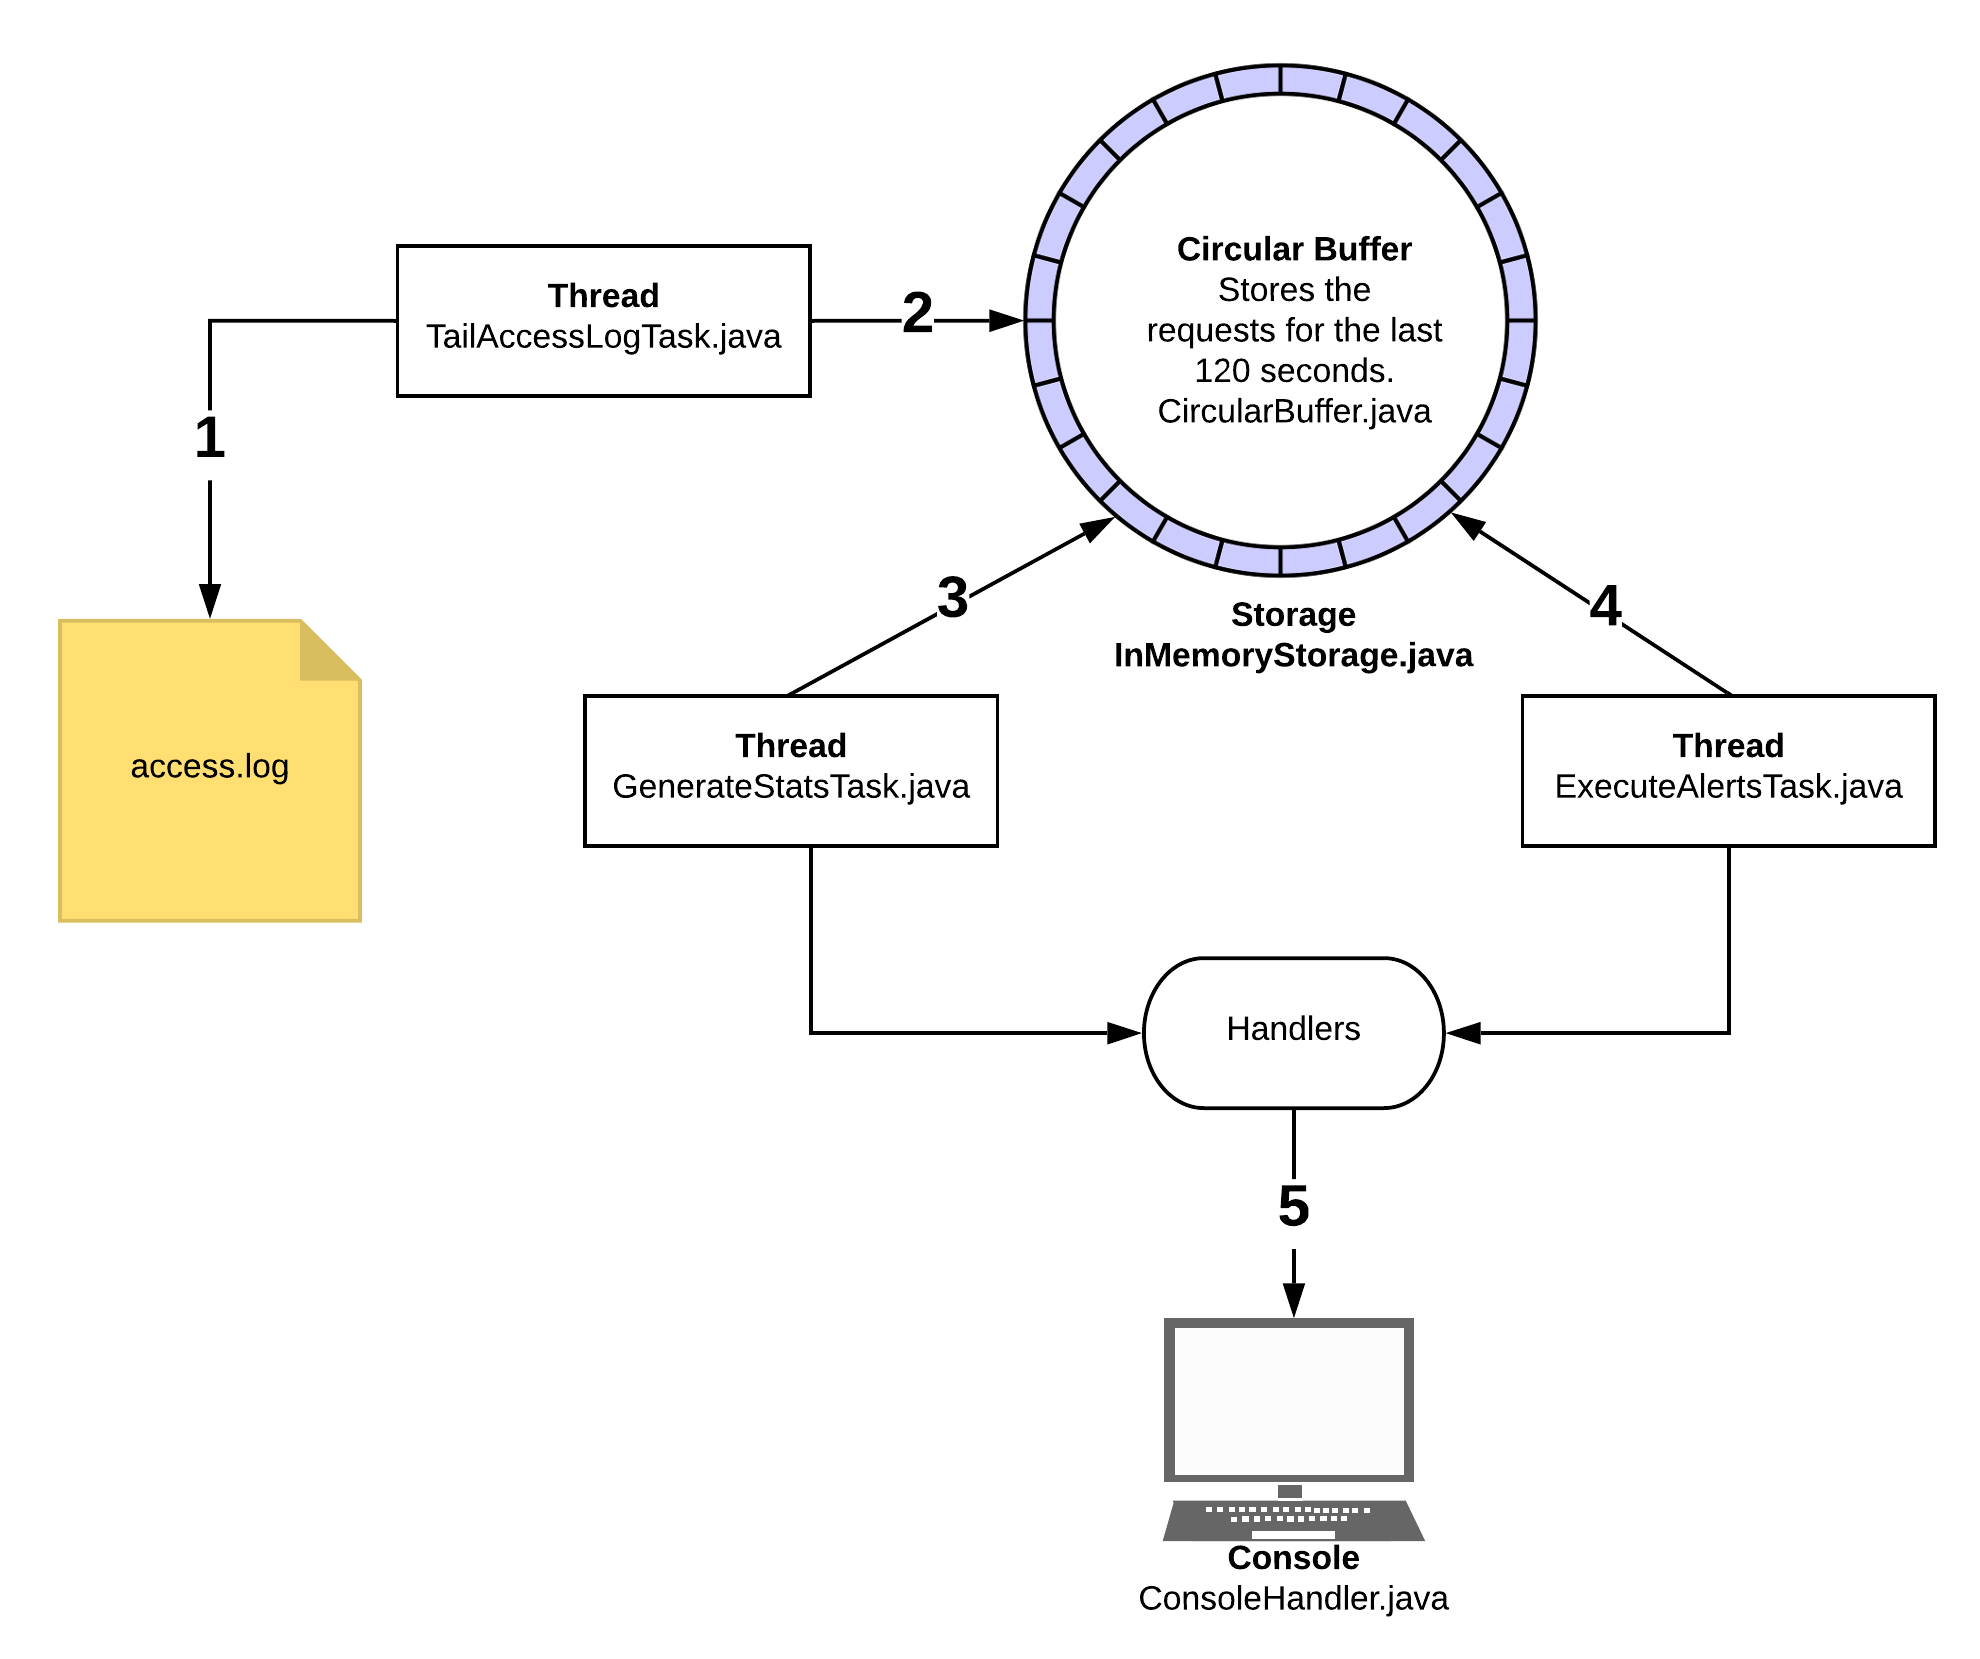 Circular Buffer
Stores the
requests for the last
120 seconds.
CircularBuffer.java
Thread
TailAccessLogTask.java
2
1
3
4
Storage
InMemoryStorage.java
access.log
Thread
GenerateStatsTask.java
Thread
ExecuteAlertsTask.java
Handlers
5
Console
ConsoleHandler.java